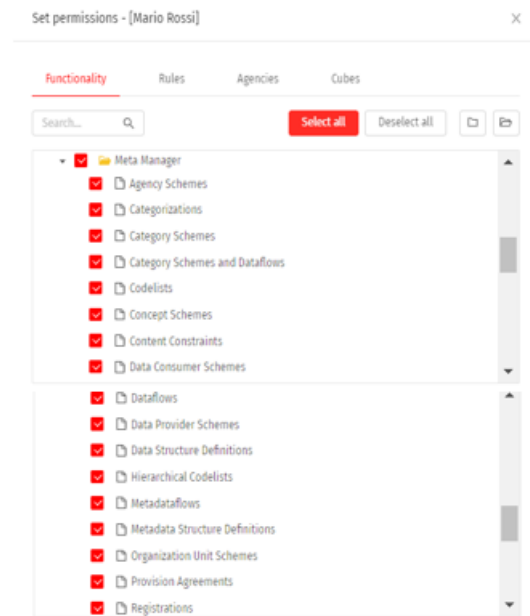 Set permissions - [Mario Rossi]
Functionality Rules Agencies Cubes
Search... Select all Deselect all
Meta Manager
Agency Schemes
Categorizations
Category Schemes
Category Schemes and Dataflows
Codelists
Concept Schemes
Content Constraints
Data Consumer Schemes
Dataflows
Data Provider Schemes
Data Structure Definitions
Hierarchical Codelists
Metadataflows
Metadata Structure Definitions
Organization Unit Schemes
Provision Agreements
Registrations